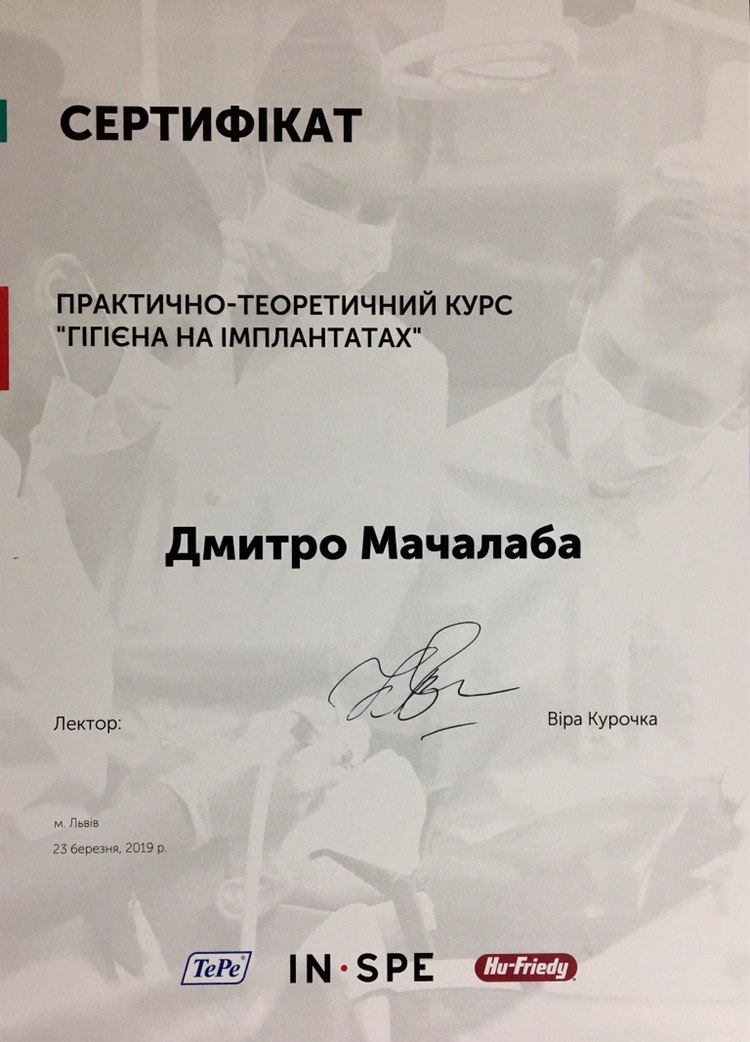 СЕРТИФІКАТ
ПРАКТИЧНО-ТЕОРЕТИЧНИЙ КУРС
"ГІГІЄНА НА ІМПЛАНТАТАХ"
Дмитро Мачалаба
Лектор:
Віра Курочка
м. Львів
23 березня, 2019 р.
TePe®
IN·SPE
Hu-Friedy